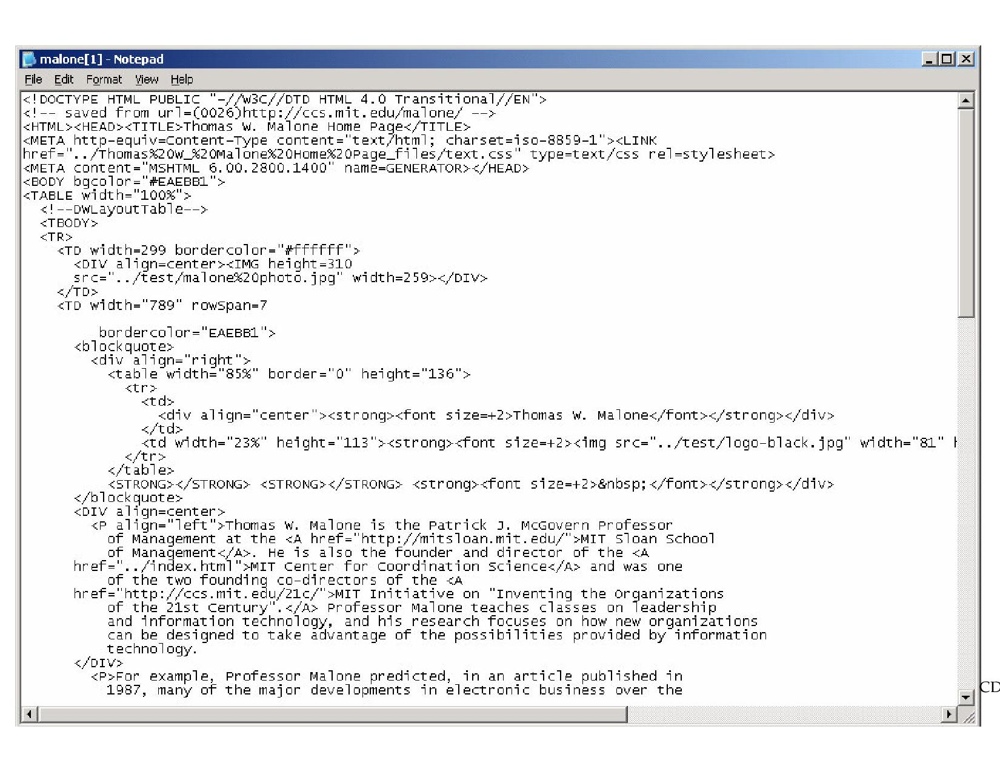 malone[1] - Notepad
File Edit Format View Help
<!DOCTYPE HTML PUBLIC "-//W3C//DTD HTML 4.0 Transitional//EN">
<!-- saved from url=(0026)http://ccs.mit.edu/malone/ -->
<HTML><HEAD><TITLE>Thomas W. Malone Home Page</TITLE>
<META http-equiv=Content-Type content="text/html; charset=iso-8859-1"><LINK
href="../Thomas%20W_%20Malone%20Home%20Page_files/text.css" type=text/css rel=stylesheet>
<META content="MSHTML 6.00.2800.1400" name=GENERATOR></HEAD>
<BODY bgcolor="#EAEBB1">
<TABLE width="100%">
  <!--DWLayoutTable-->
  <TBODY>
  <TR>
    <TD width=299 bordercolor="#ffffff">
      <DIV align=center><IMG height=310
      src="../test/malone%20photo.jpg" width=259></DIV>
    </TD>
    <TD width="789" rowSpan=7
         bordercolor="EAEBB1">
      <blockquote>
        <div align="right">
          <table width="85%" border="0" height="136">
            <tr>
              <td>
                <div align="center"><strong><font size=+2>Thomas W. Malone</font></strong></div>
              </td>
              <td width="23%" height="113"><strong><font size=+2><img src="../test/logo-black.jpg" width="81" h
            </tr>
          </table>
          <STRONG></STRONG> <STRONG></STRONG> <strong><font size=+2>&nbsp;</font></strong></div>
      </blockquote>
      <DIV align=center>
        <P align="left">Thomas W. Malone is the Patrick J. McGovern Professor
          of Management at the <A href="http://mitsloan.mit.edu/">MIT Sloan School
          of Management</A>. He is also the founder and director of the <A
      href="../index.html">MIT Center for Coordination Science</A> and was one
          of the two founding co-directors of the <A
      href="http://ccs.mit.edu/21c/">MIT Initiative on "Inventing the Organizations
          of the 21st Century".</A> Professor Malone teaches classes on leadership
          and information technology, and his research focuses on how new organizations
          can be designed to take advantage of the possibilities provided by information
          technology.
      </DIV>
        <P>For example, Professor Malone predicted, in an article published in
          1987, many of the major developments in electronic business over the
CD